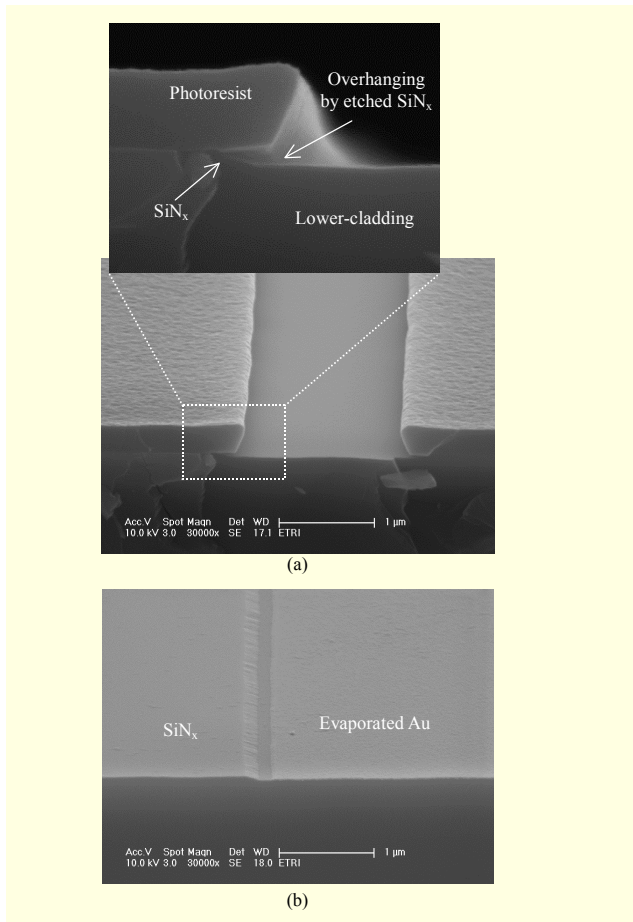 Photoresist
Overhanging
by etched SiNx
SiNx
Lower-cladding
Acc.V Spot Magn Det WD 1 μm
10.0 kV 3.0 30000x SE 17.1 ETRI
(a)
SiNx
Evaporated Au
Acc.V Spot Magn Det WD 1 μm
10.0 kV 3.0 30000x SE 18.0 ETRI
(b)